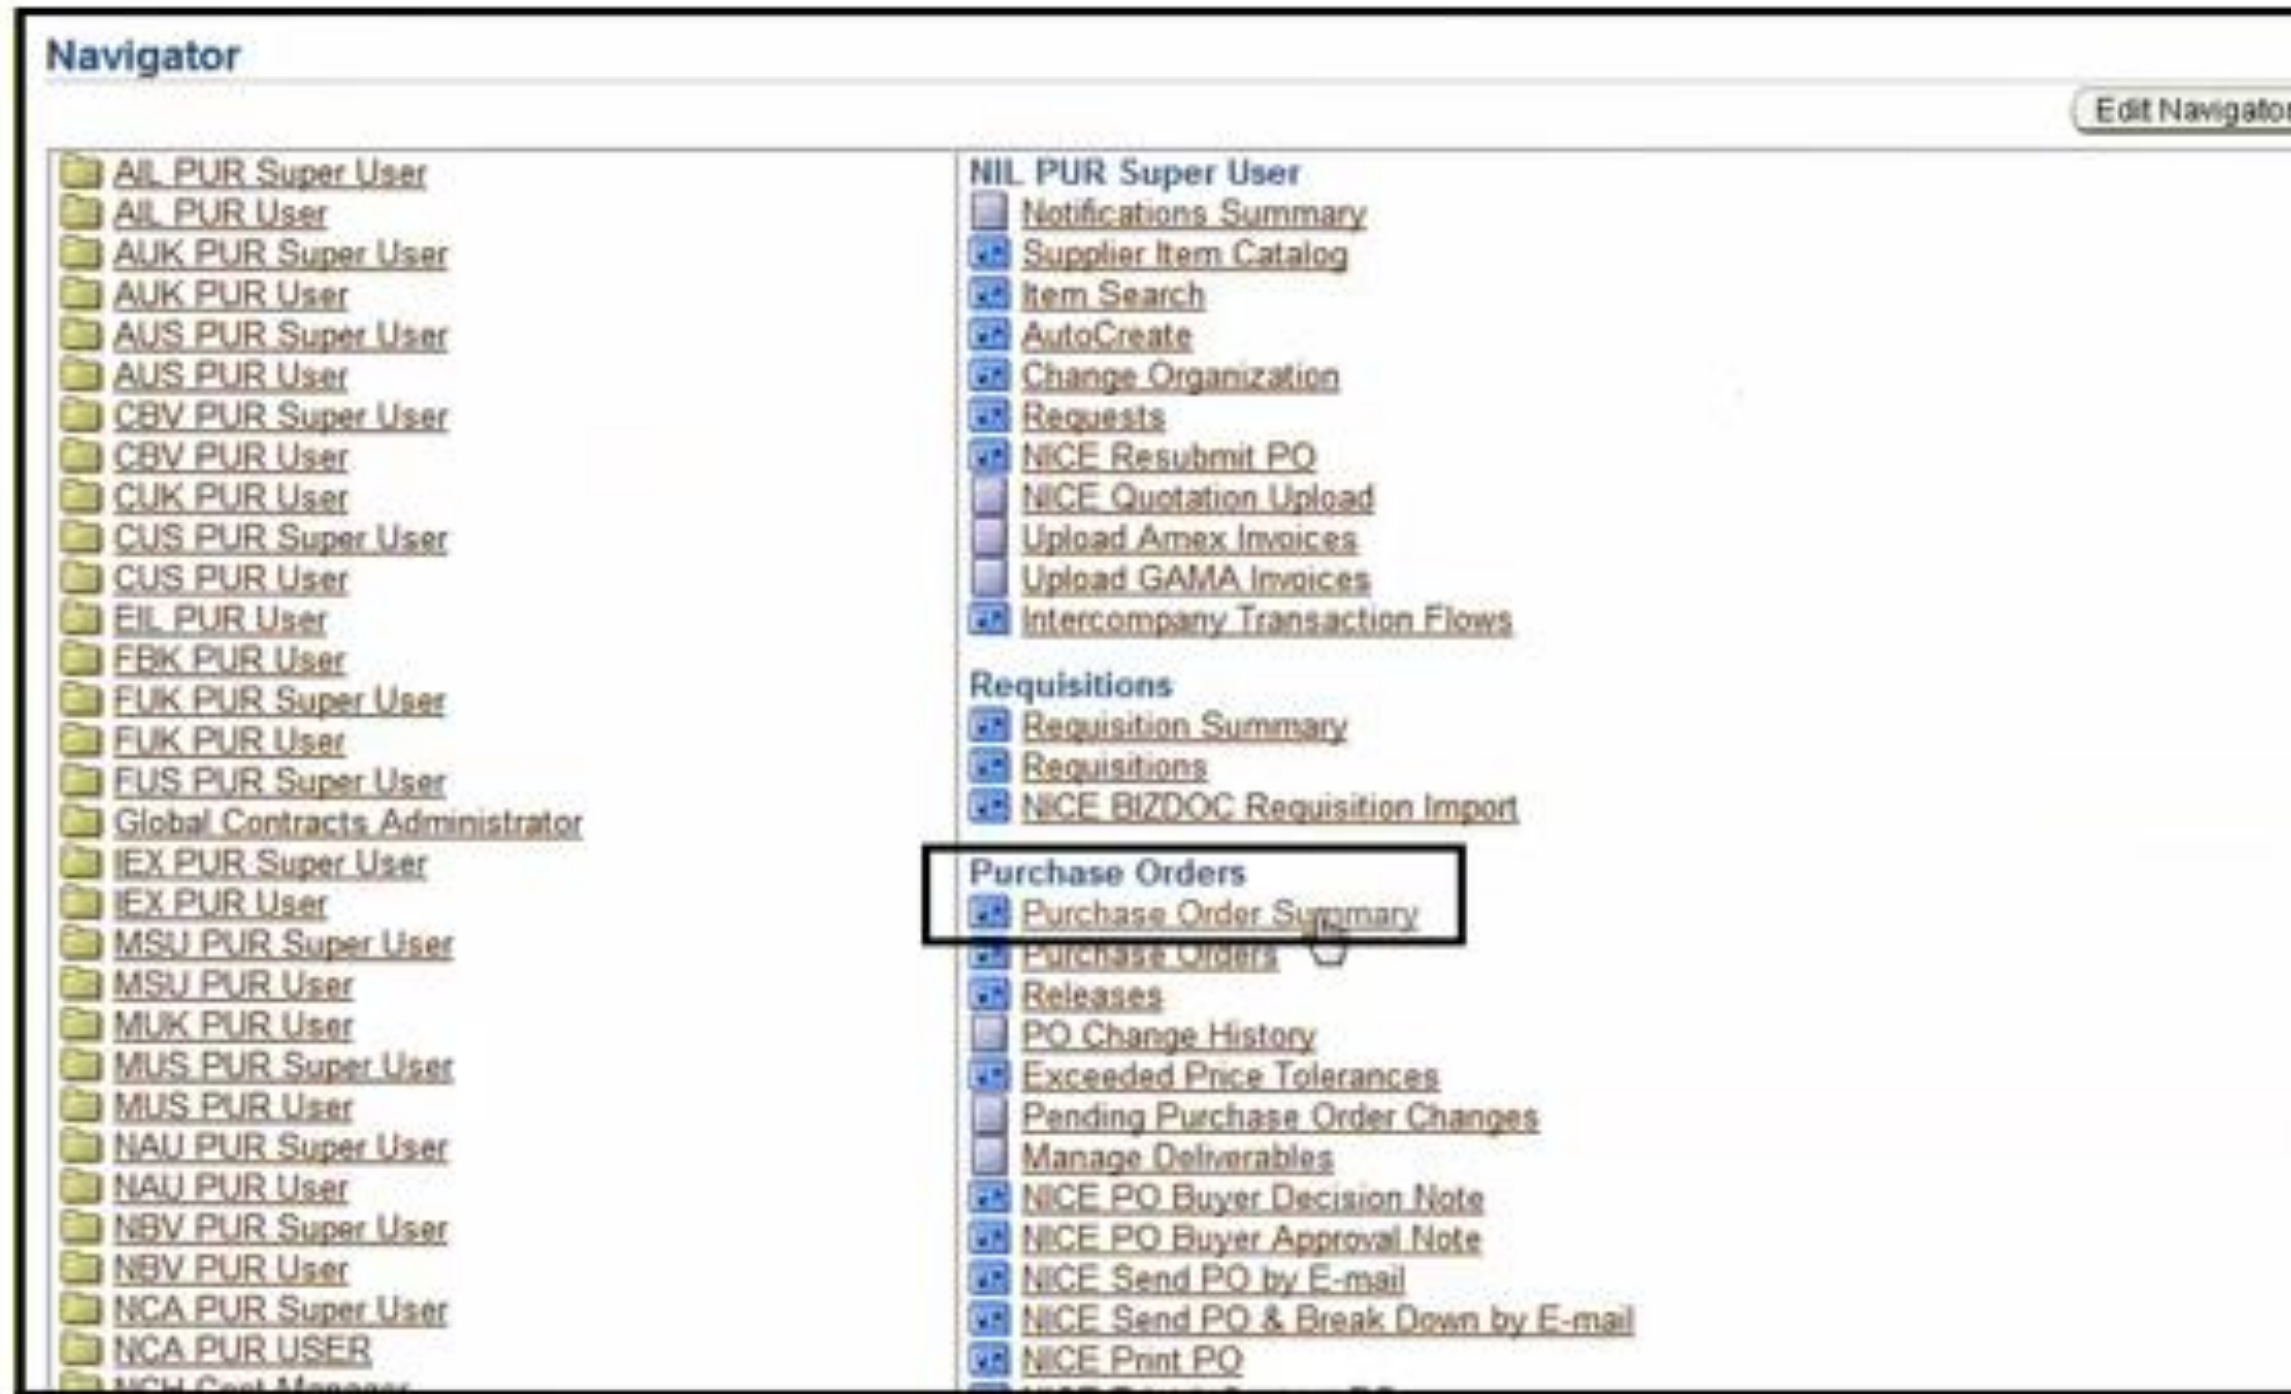 Navigator
Edit Navigator
AIL PUR Super User
AIL PUR User
AUK PUR Super User
AUK PUR User
AUS PUR Super User
AUS PUR User
CBV PUR Super User
CBV PUR User
CUK PUR User
CUS PUR Super User
CUS PUR User
EIL PUR User
FBK PUR User
FUK PUR Super User
FUK PUR User
FUS PUR Super User
Global Contracts Administrator
IEX PUR Super User
IEX PUR User
MSU PUR Super User
MSU PUR User
MUK PUR User
MUS PUR Super User
MUS PUR User
NAU PUR Super User
NAU PUR User
NBV PUR Super User
NBV PUR User
NCA PUR Super User
NCA PUR USER
NCH Cost Manager
NIL PUR Super User
Notifications Summary
Supplier Item Catalog
Item Search
AutoCreate
Change Organization
Requests
NICE Resubmit PO
NICE Quotation Upload
Upload Amex Invoices
Upload GAMA Invoices
Intercompany Transaction Flows
Requisitions
Requisition Summary
Requisitions
NICE BIZDOC Requisition Import
Purchase Orders
Purchase Order Summary
Purchase Orders
Releases
PO Change History
Exceeded Price Tolerances
Pending Purchase Order Changes
Manage Deliverables
NICE PO Buyer Decision Note
NICE PO Buyer Approval Note
NICE Send PO by E-mail
NICE Send PO & Break Down by E-mail
NICE Print PO